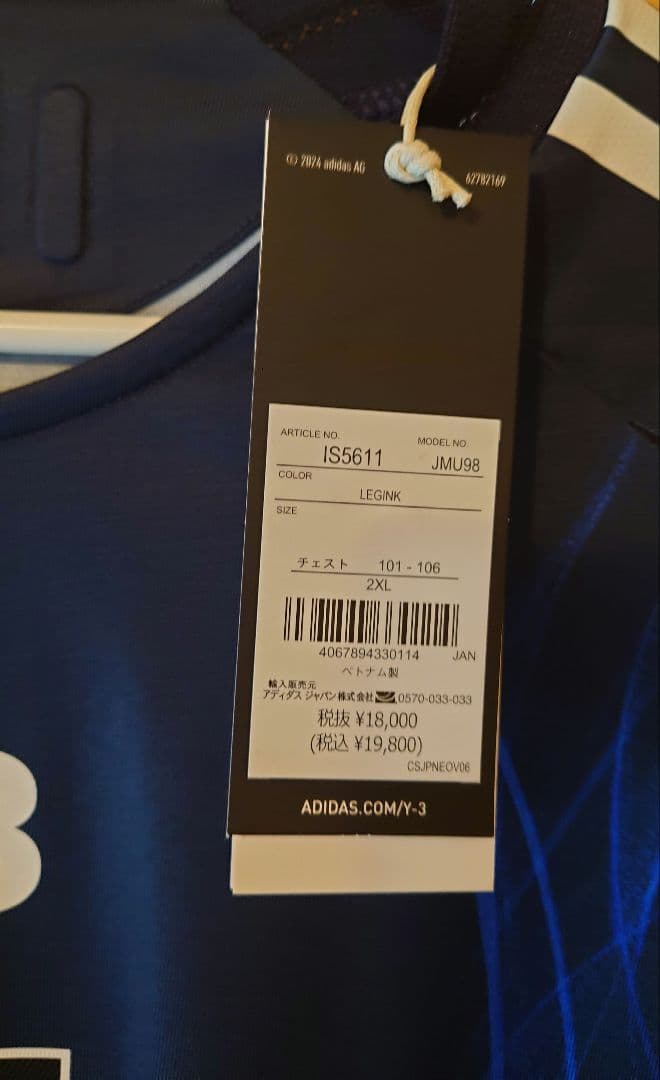 © 2024 adidas AG
62782169
ARTICLE NO.
IS5611
MODEL NO.
JMU98
COLOR
LEGINK
SIZE
チェスト 101 - 106
2XL
4067894330114 JAN
ベトナム製
輸入販売元
アディダス ジャパン株式会社 0570-033-033
税抜 ¥18,000
(税込 ¥19,800)
CSJPNEOV06
ADIDAS.COM/Y-3